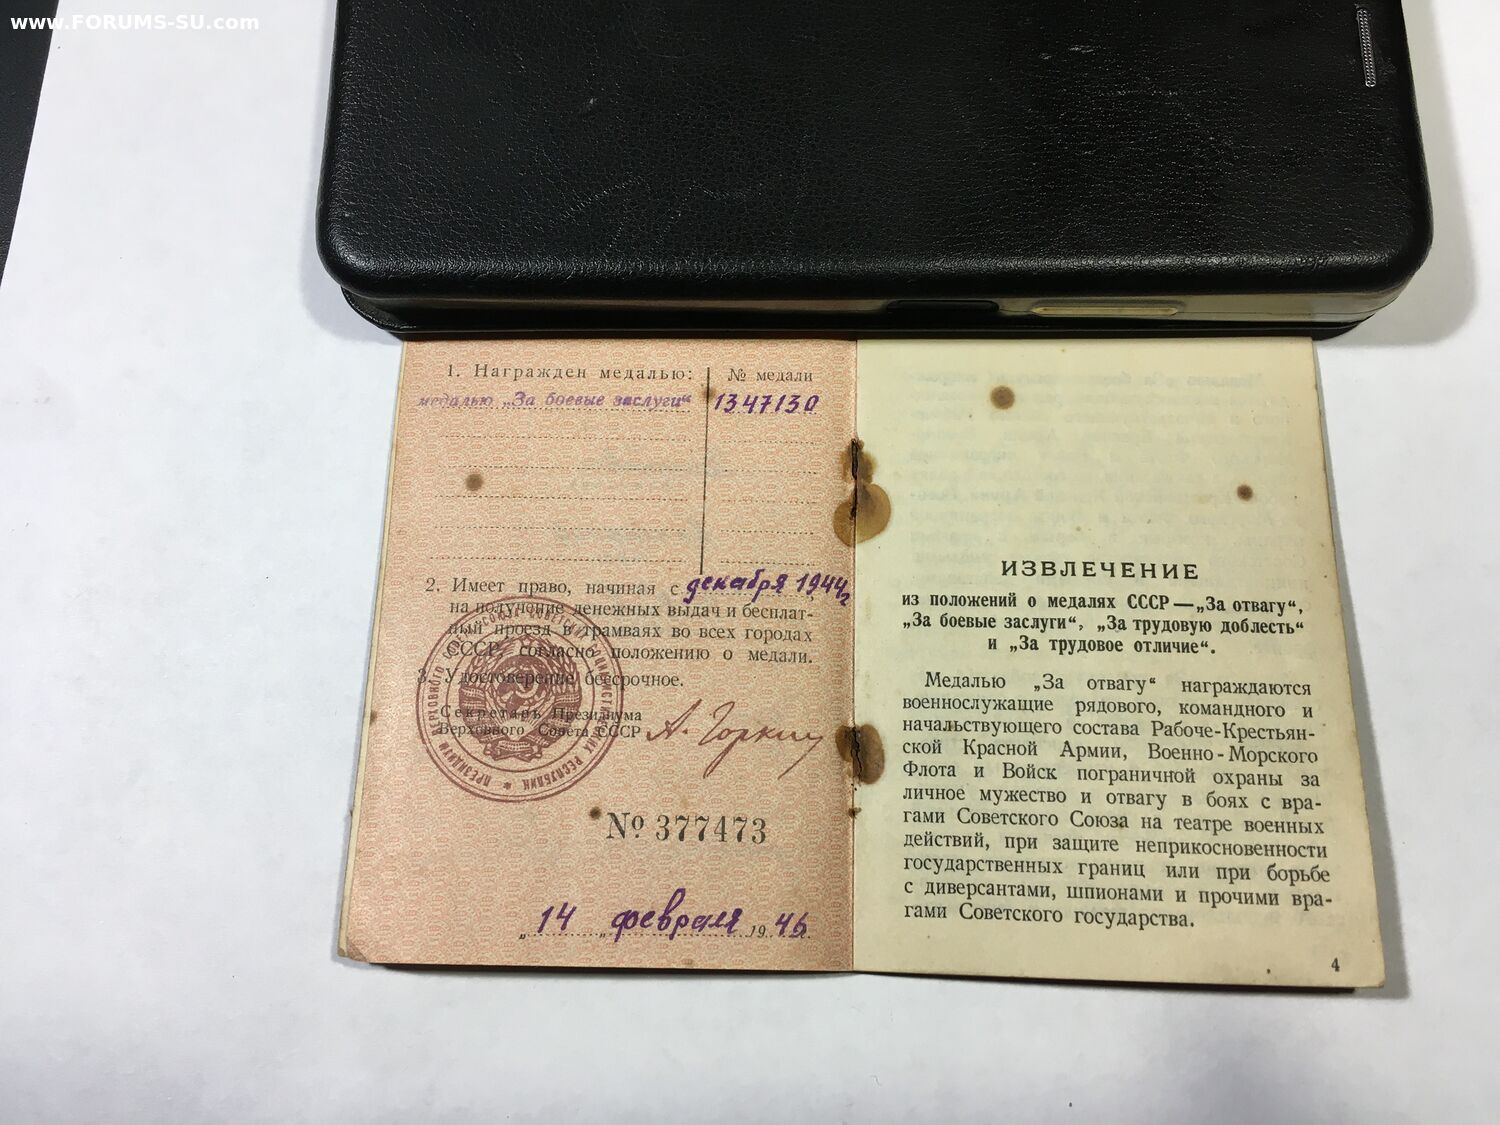 www.FORUMS-SU.com
1. Награжден медалью:
№ медали
медалью „За боевые заслуги“
1347130
2. Имеет право, начиная с декабря 1944 г.
на получение денежных выдач и бесплат-
ный проезд в трамваях во всех городах
СССР, согласно положению о медали.
3. Удостоверение бессрочное.
Секретарь Президиума
Верховного Совета СССР
А. Горкин
№ 377473
„14„ февраля 1946
ИЗВЛЕЧЕНИЕ
из положений о медалях СССР — „За отвагу“,
„За боевые заслуги“, „За трудовую доблесть“
и „За трудовое отличие“.
Медалью „За отвагу“ награждаются
военнослужащие рядового, командного и
начальствующего состава Рабоче-Крестьян-
ской Красной Армии, Военно-Морского
Флота и Войск пограничной охраны за
личное мужество и отвагу в боях с вра-
гами Советского Союза на театре военных
действий, при защите неприкосновенности
государственных границ или при борьбе
с диверсантами, шпионами и прочими вра-
гами Советского государства.
4